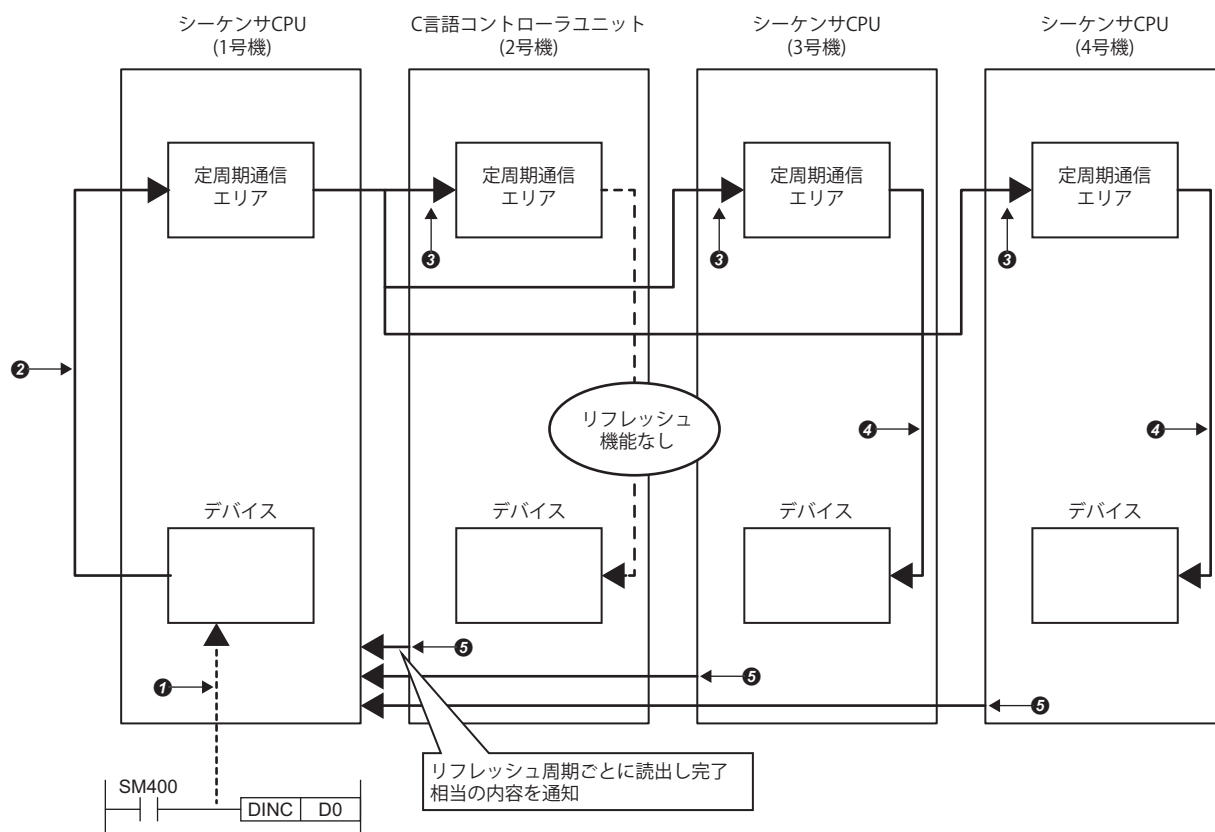 シーケンサCPU
(1号機)
C言語コントローラユニット
(2号機)
シーケンサCPU
(3号機)
シーケンサCPU
(4号機)
定周期通信
エリア
定周期通信
エリア
定周期通信
エリア
定周期通信
エリア
❸
❸
❸
❷
リフレッシュ
機能なし
❹
❹
デバイス
デバイス
デバイス
デバイス
❺
❺
❺
❶
リフレッシュ周期ごとに読出し完了
相当の内容を通知
SM400
DINC D0